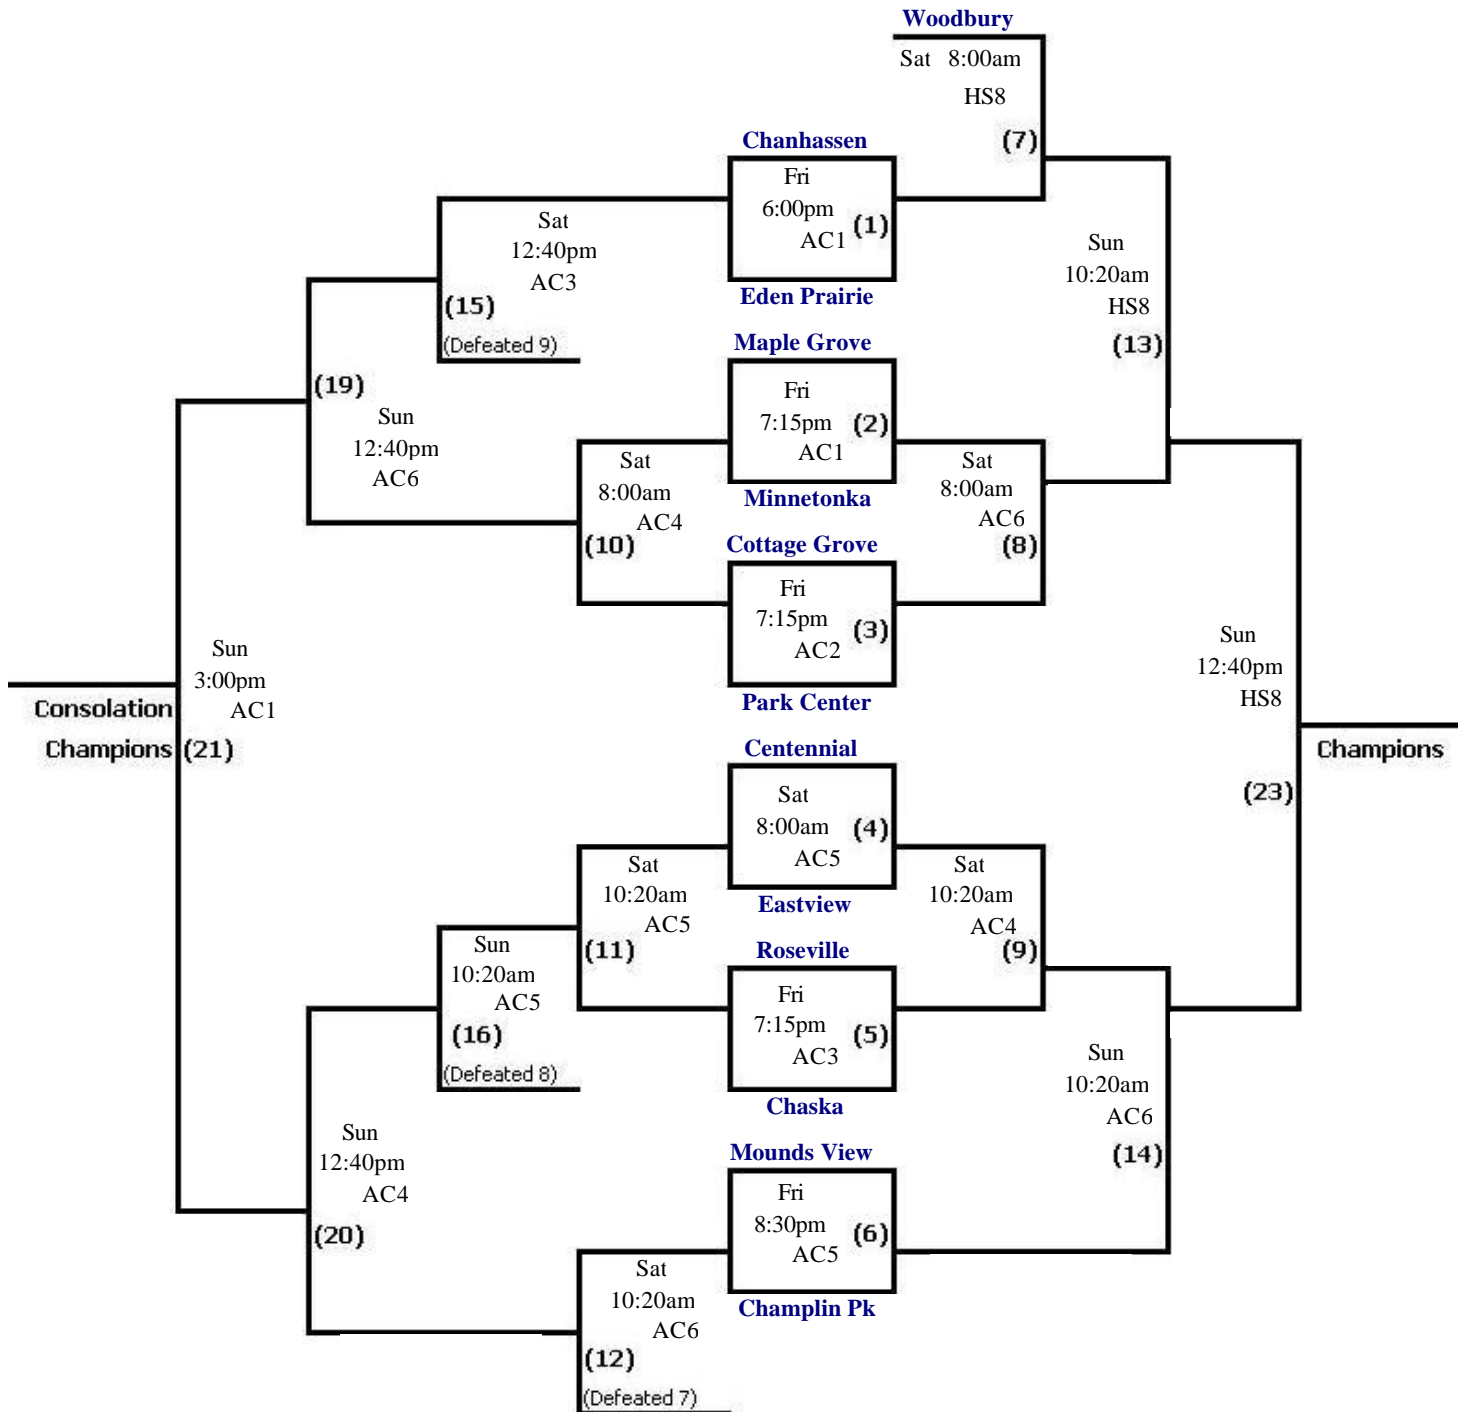 Woodbury
Sat 8:00am
HS8
(7)
Chanhassen
Fri
6:00pm
(1)
AC1
Eden Prairie
Sat
12:40pm
AC3
(15)
(Defeated 9)
Sun
10:20am
HS8
(13)
Maple Grove
Fri
7:15pm
(2)
AC1
Minnetonka
(19)
Sun
12:40pm
AC6
Sat
8:00am
AC4
(10)
Sat
8:00am
AC6
(8)
Cottage Grove
Fri
7:15pm
(3)
AC2
Park Center
Sun
3:00pm
AC1
Consolation
Champions (21)
Sun
12:40pm
HS8
Champions
(23)
Centennial
Sat
8:00am
(4)
AC5
Eastview
Sat
10:20am
AC5
(11)
Sat
10:20am
AC4
(9)
Roseville
Fri
7:15pm
(5)
AC3
Chaska
Sun
10:20am
AC5
(16)
(Defeated 8)
Sun
10:20am
AC6
(14)
Sun
12:40pm
AC4
(20)
Mounds View
Fri
8:30pm
(6)
AC5
Champlin Pk
Sat
10:20am
AC6
(12)
(Defeated 7)